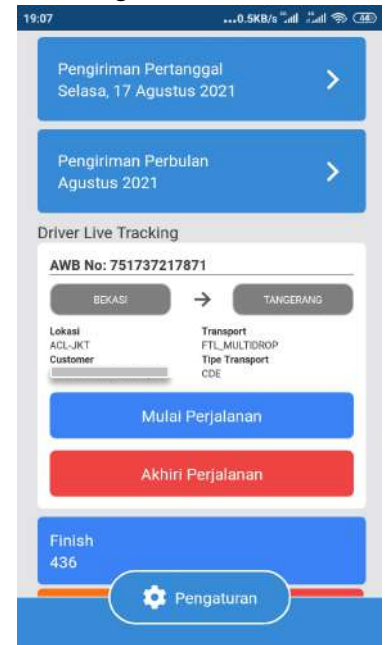 19:07
...0.5KB/s
Pengiriman Pertanggal
Selasa, 17 Agustus 2021
Pengiriman Perbulan
Agustus 2021
Driver Live Tracking
AWB No: 751737217871
BEKASI → TANGERANG
Lokasi Transport
ACL-JKT FTL_MULTIDROP
Customer Tipe Transport
CDE
Mulai Perjalanan
Akhiri Perjalanan
Finish
436
Pengaturan